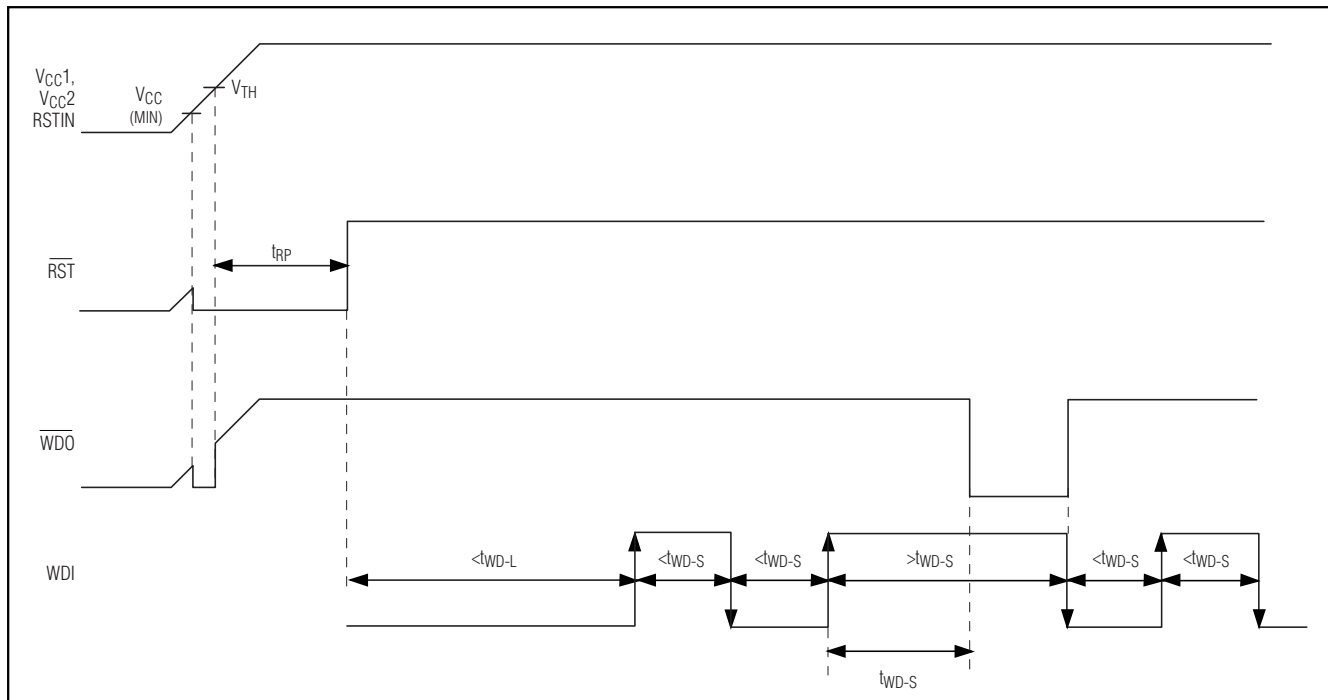 VCC1,
VCC2
RSTIN
VCC
(MIN)
VTH
RST
tRP
WDO
WDI
<tWD-L
<tWD-S
<tWD-S
>tWD-S
<tWD-S
<tWD-S
tWD-S